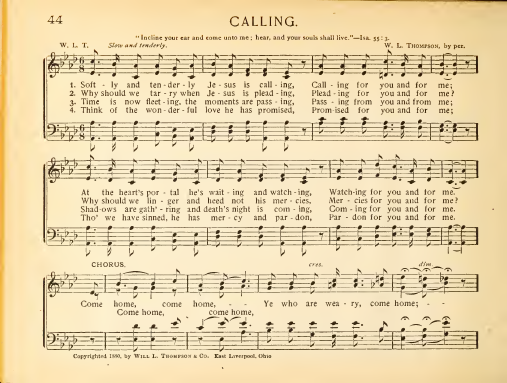 44
CALLING.
"Incline your ear and come unto me; hear, and your souls shall live."—Isa. 55: 3.
W. L. T. Slow and tenderly. W. L. THOMPSON, by per.
1. Soft - ly and ten - der - ly Je - sus is call - ing, Call - ing for you and for me;
2. Why should we tar - ry when Je - sus is plead - ing, Plead - ing for you and for me?
3. Time is now fleet - ing, the moments are pass - ing, Pass - ing from you and from me;
4. Think of the won - der - ful love he has promised, Prom - ised for you and for me;
At the heart's por - tal he's wait - ing and watch - ing, Watch - ing for you and for me.
Why should we lin - ger and heed not his mer - cies, Mer - cies for you and for me?
Shad - ows are gath' - ring and death's night is com - ing, Com - ing for you and for me.
Tho' we have sinned, he has mer - cy and par - don, Par - don for you and for me.
CHORUS. cres. dim.
Come home, come home, - - Ye who are wea - ry, come home; -
Come home, come home,
Copyrighted 1880, by WILL L. THOMPSON & CO. East Liverpool, Ohio